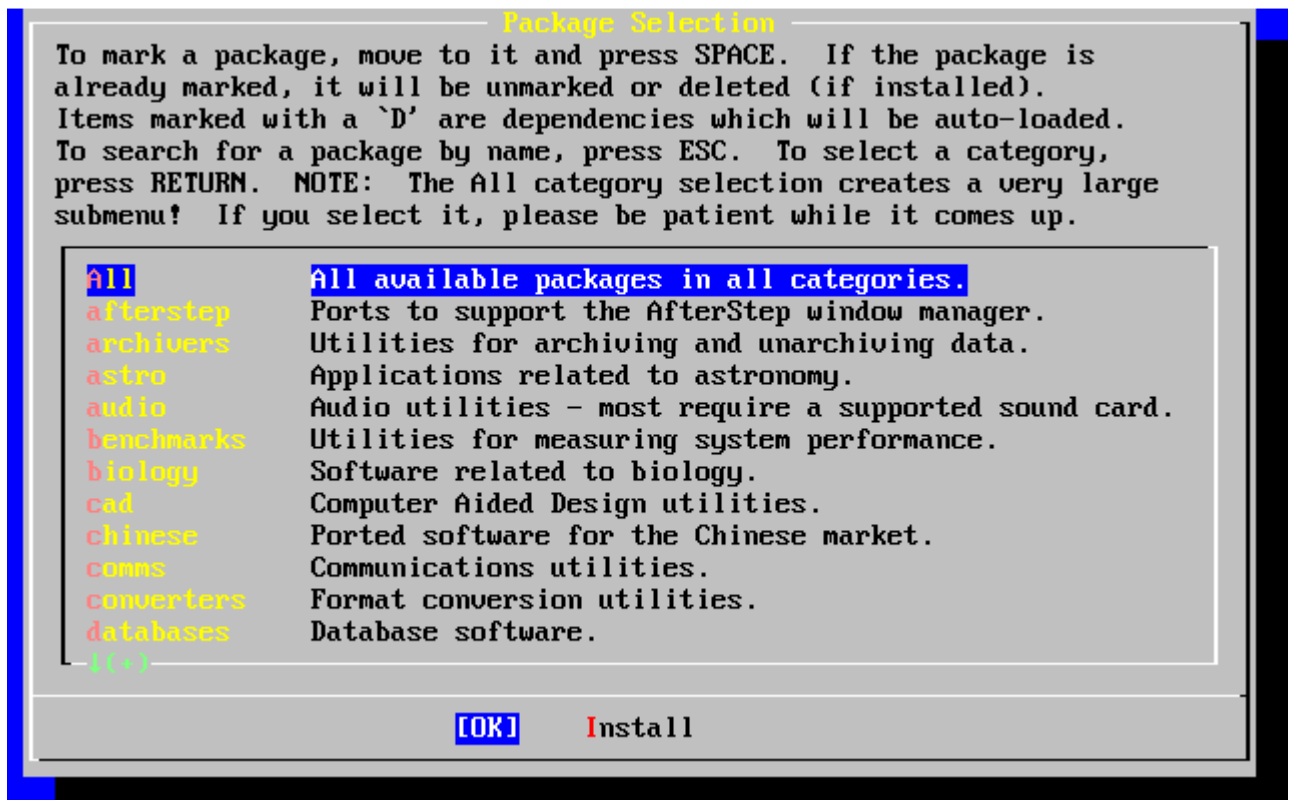 Package Selection
To mark a package, move to it and press SPACE.  If the package is
already marked, it will be unmarked or deleted (if installed).
Items marked with a `D' are dependencies which will be auto-loaded.
To search for a package by name, press ESC.  To select a category,
press RETURN.  NOTE:  The All category selection creates a very large
submenu!  If you select it, please be patient while it comes up.
All All available packages in all categories.
afterstep Ports to support the AfterStep window manager.
archivers Utilities for archiving and unarchiving data.
astro Applications related to astronomy.
audio Audio utilities - most require a supported sound card.
benchmarks Utilities for measuring system performance.
biology Software related to biology.
cad Computer Aided Design utilities.
chinese Ported software for the Chinese market.
comms Communications utilities.
converters Format conversion utilities.
databases Database software.
↓(+)
[OK] Install